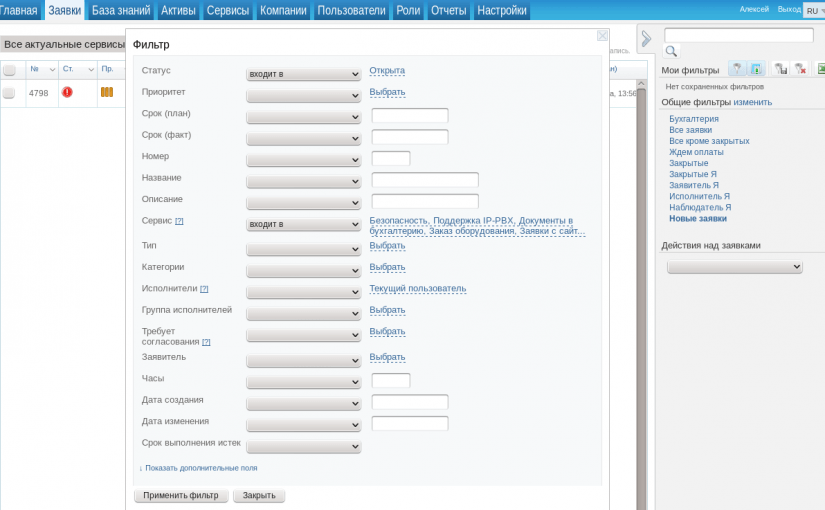 Главная Заявки База знаний Активы Сервисы Компании Пользователи Роли Отчеты Настройки
Алексей Выход RU
Все актуальные сервисы
№ Ст. Пр.
4798
Фильтр
Статус входит в Открыта
Приоритет Выбрать
Срок (план)
Срок (факт)
Номер
Название
Описание
Сервис [?] входит в Безопасность, Поддержка IP-PBX, Документы в
бухгалтерию, Заказ оборудования, Заявки с сайт...
Тип Выбрать
Категории Выбрать
Исполнители [?] Текущий пользователь
Группа исполнителей Выбрать
Требует
согласования [?] Выбрать
Заявитель Выбрать
Часы
Дата создания
Дата изменения
Срок выполнения истек
↓ Показать дополнительные поля
Применить фильтр Закрыть
13:56
Мои фильтры
Нет сохраненных фильтров
Общие фильтры изменить
Бухгалтерия
Все заявки
Все кроме закрытых
Ждем оплаты
Закрытые
Закрытые Я
Заявитель Я
Исполнитель Я
Наблюдатель Я
Новые заявки
Действия над заявками